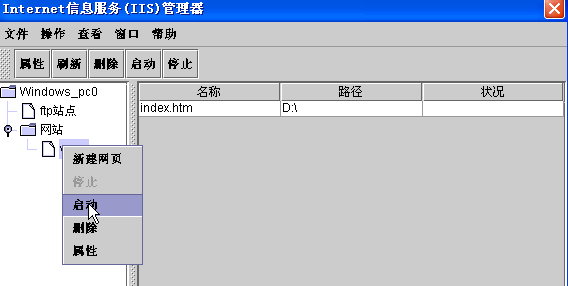 Internet信息服务(IIS)管理器
文件 操作 查看 窗口 帮助
属性 刷新 删除 启动 停止
Windows_pc0
ftp站点
网站
名称 路径 状况
index.htm D:\
新建网页
停止
启动
删除
属性